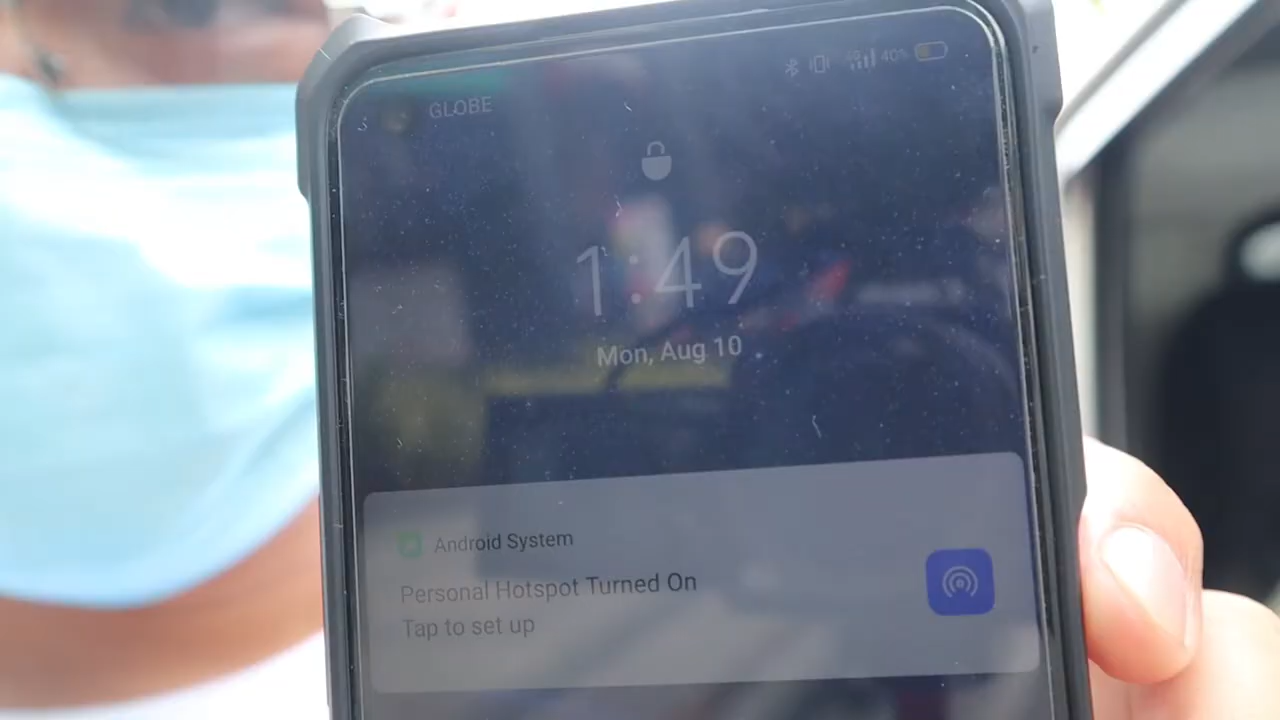 40%
GLOBE
1:49
Mon, Aug 10
Android System
Personal Hotspot Turned On
Tap to set up